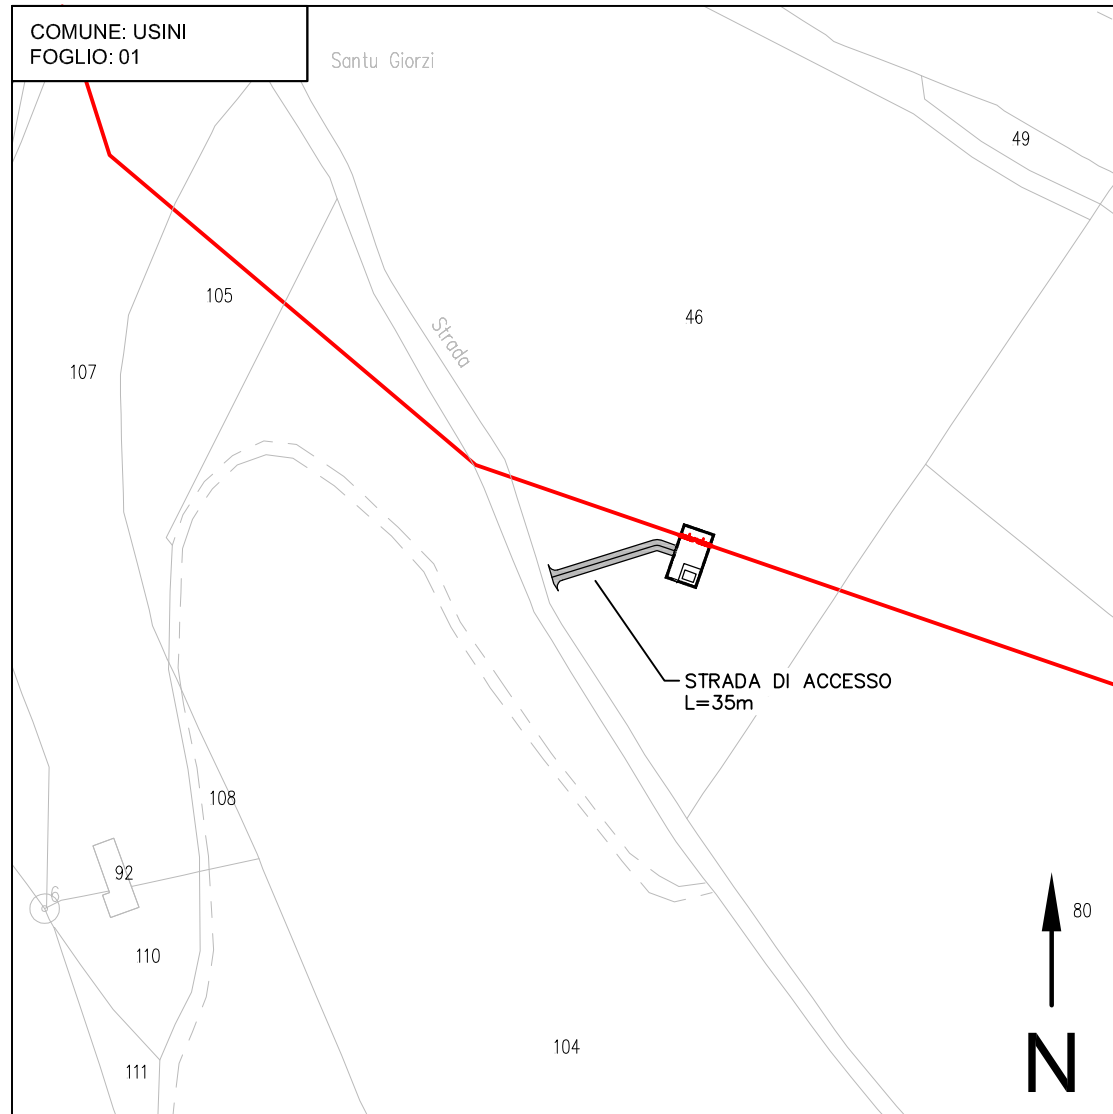 COMUNE: USINI
FOGLIO: 01
Santu Giorzi
49
105
46
Strada
107
STRADA DI ACCESSO
L=35m
108
92
6
80
110
N
104
111